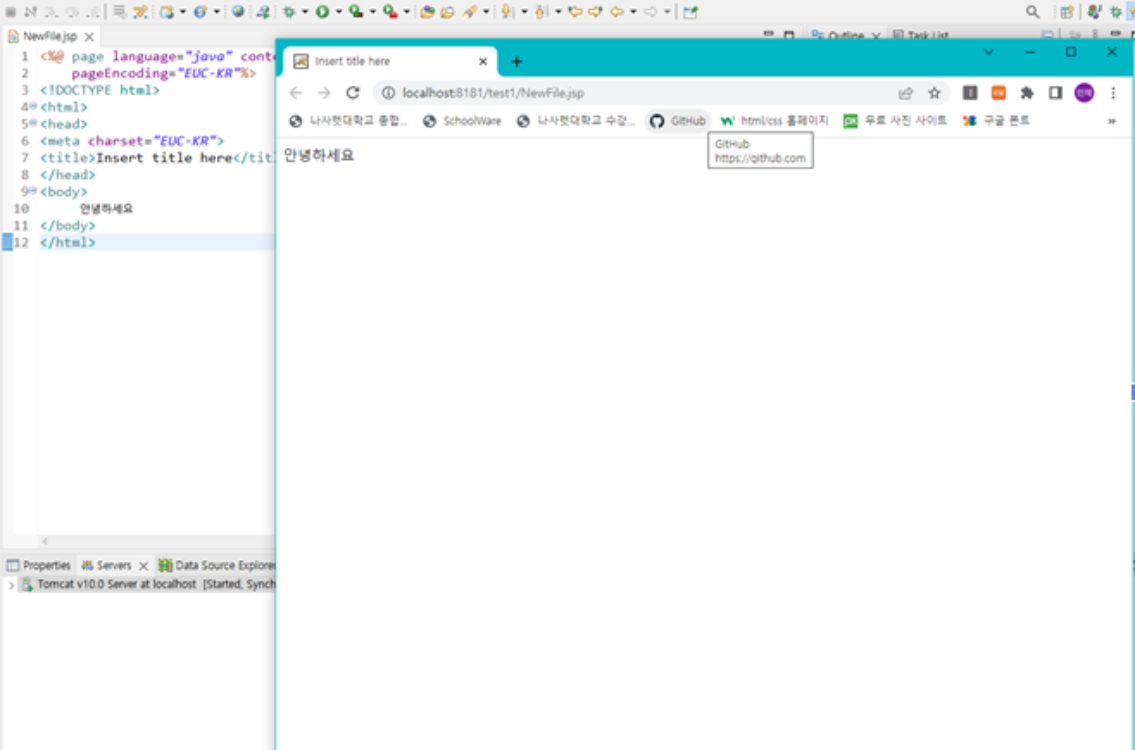 NewFile.jsp
Outline
Task List
1 <%@ page language="java" conte
2 pageEncoding="EUC-KR"%>
3 <!DOCTYPE html>
4 <html>
5 <head>
6 <meta charset="EUC-KR">
7 <title>Insert title here</tit
8 </head>
9 <body>
10 안녕하세요
11 </body>
12 </html>
Properties Servers Data Source Explorer
Tomcat v10.0 Server at localhost [Started, Synch
Insert title here
localhost:8181/test1/NewFile.jsp
나사렛대학교 종합... SchoolWare 나사렛대학교 수강... GitHub html/css 홈페이지 무료 사진 사이트 구글 폰트
GitHub
https://github.com
안녕하세요